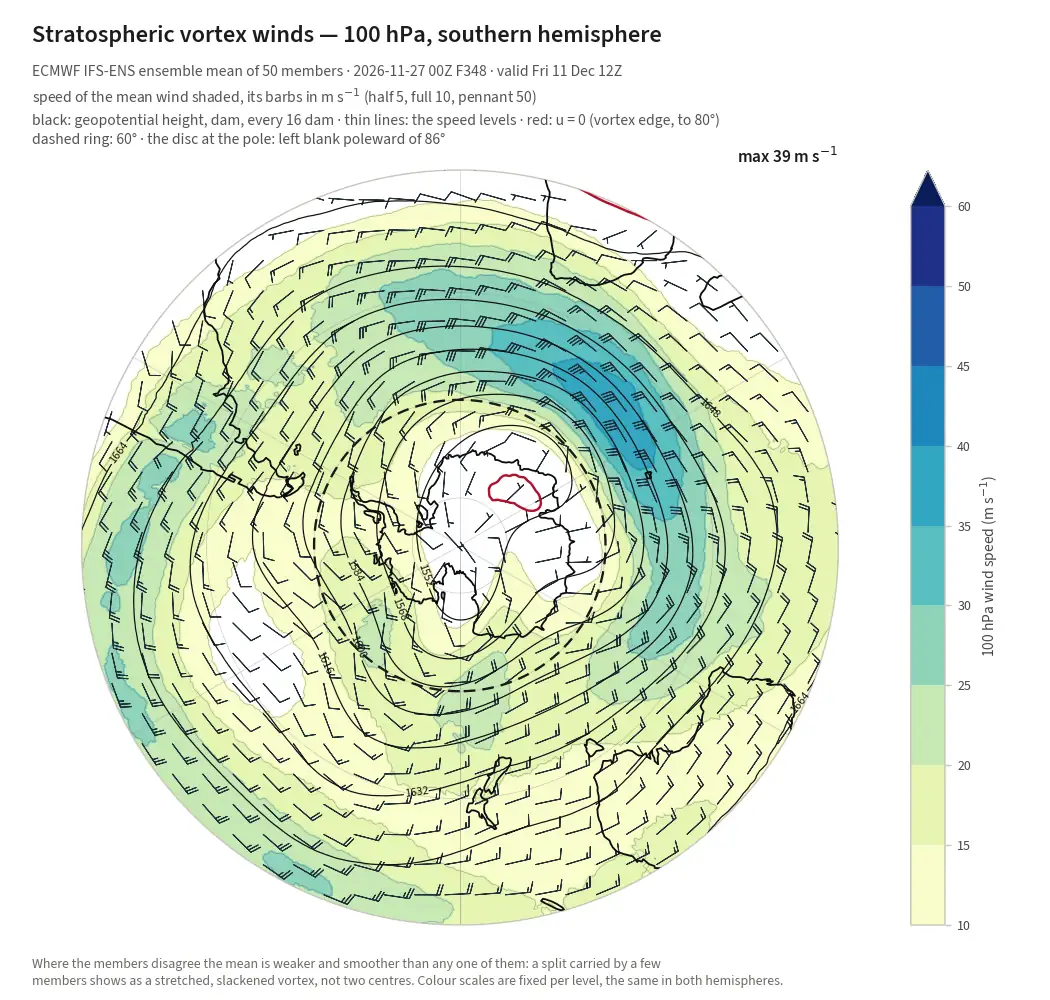 Stratospheric vortex winds — 100 hPa, southern hemisphere
ECMWF IFS-ENS ensemble mean of 50 members · 2026-11-27 00Z F348 · valid Fri 11 Dec 12Z
speed of the mean wind shaded, its barbs in m s⁻¹ (half 5, full 10, pennant 50)
black: geopotential height, dam, every 16 dam · thin lines: the speed levels · red: u = 0 (vortex edge, to 80°)
dashed ring: 60° · the disc at the pole: left blank poleward of 86°
max 39 m s⁻¹
60
50
45
40
35
30
25
20
15
10
100 hPa wind speed (m s⁻¹)
1648
1664
1584
1552
1568
1616
1664
1632
Where the members disagree the mean is weaker and smoother than any one of them: a split carried by a few
members shows as a stretched, slackened vortex, not two centres. Colour scales are fixed per level, the same in both hemispheres.